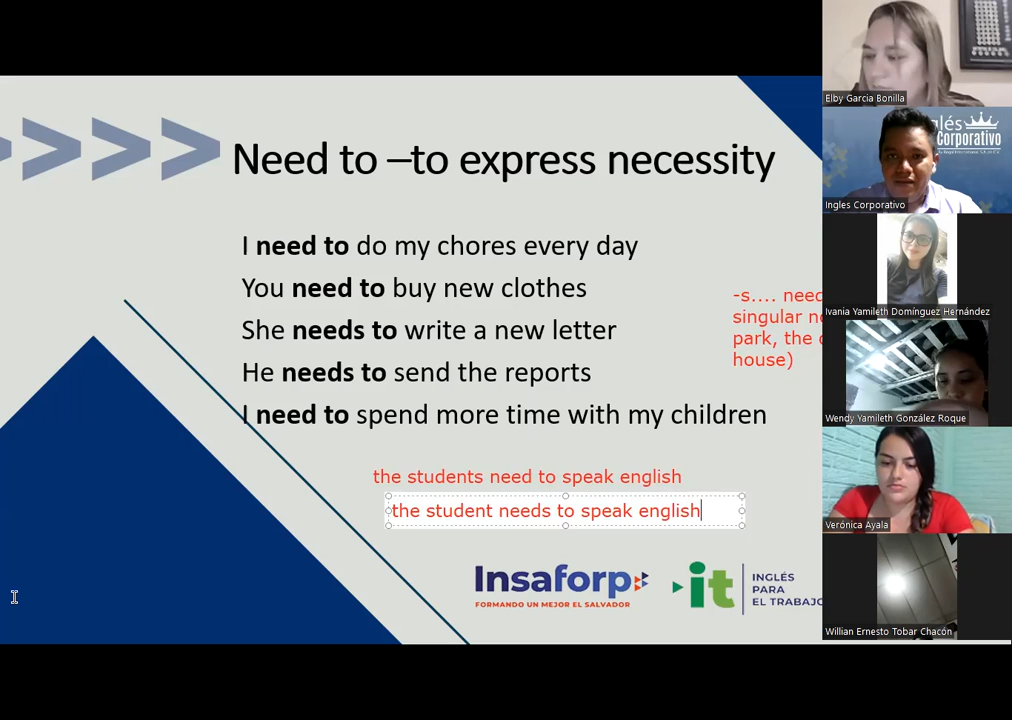 Need to –to express necessity
I need to do my chores every day
You need to buy new clothes
She needs to write a new letter
He needs to send the reports
I need to spend more time with my children
-s.... need
singular
park, the
house)
the students need to speak english
the student needs to speak english
Insaforp
FORMANDO UN MEJOR EL SALVADOR
it
INGLÉS
PARA
EL TRABAJO
Elby Garcia Bonilla
glés
Corporativo
Ingles Corporativo
Ivania Yamileth Domínguez Hernández
Wendy Yamileth González Roque
Verónica Ayala
Willian Ernesto Tobar Chacón